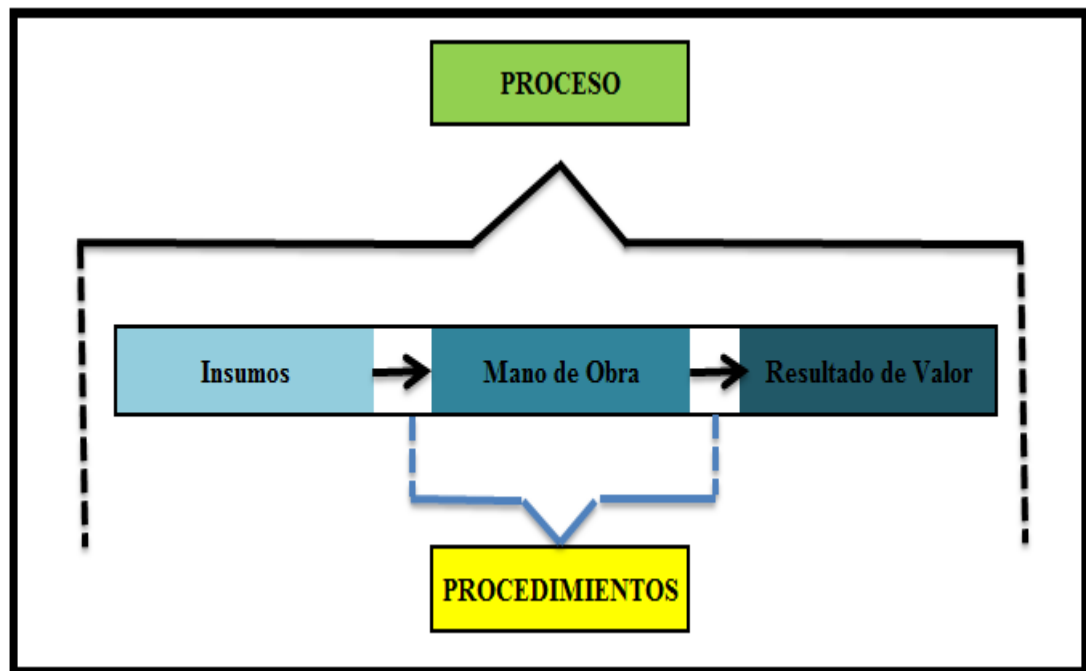 PROCESO
Insumos
Mano de Obra
Resultado de Valor
PROCEDIMIENTOS